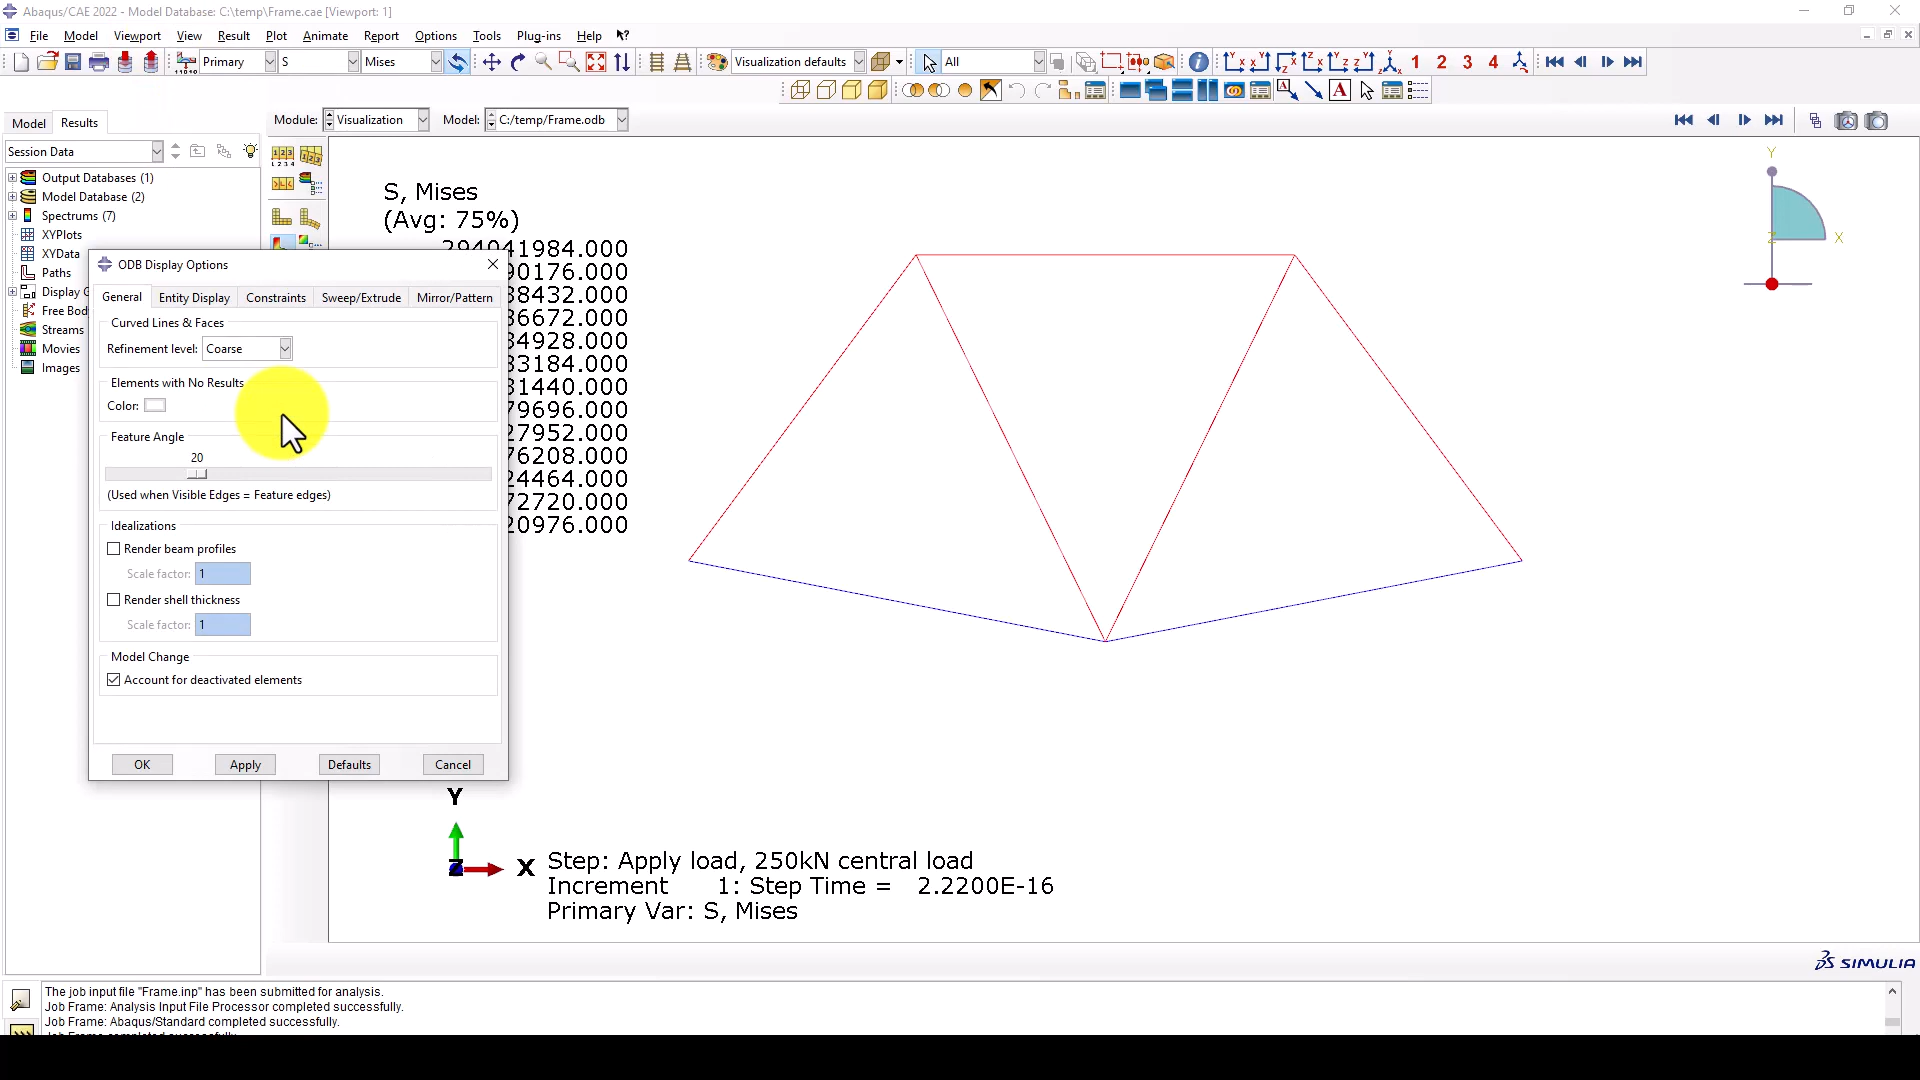 Abaqus/CAE 2022 - Model Database: C:\temp\Frame.cae [Viewport: 1]
File Model Viewport View Result Plot Animate Report Options Tools Plug-ins Help
Primary S Mises Visualization defaults All 1 2 3 4
Model Results
Module: Visualization Model: C:/temp/Frame.odb
Session Data
Output Databases (1)
Model Database (2)
Spectrums (7)
XYPlots
XYData
Paths
Display G
Free Bod
Streams
Movies
Images
ODB Display Options
General Entity Display Constraints Sweep/Extrude Mirror/Pattern
Curved Lines & Faces
Refinement level: Coarse
Elements with No Results
Color:
Feature Angle
20
(Used when Visible Edges = Feature edges)
Idealizations
Render beam profiles
Scale factor: 1
Render shell thickness
Scale factor: 1
Model Change
Account for deactivated elements
OK Apply Defaults Cancel
S, Mises
(Avg: 75%)
294041984.000
90176.000
38432.000
36672.000
34928.000
33184.000
31440.000
79696.000
27952.000
76208.000
24464.000
72720.000
20976.000
Y
X
Z
Y
X
Z
Step: Apply load, 250kN central load
Increment 1: Step Time = 2.2200E-16
Primary Var: S, Mises
SIMULIA
The job input file "Frame.inp" has been submitted for analysis.
Job Frame: Analysis Input File Processor completed successfully.
Job Frame: Abaqus/Standard completed successfully.
Job Frame completed successfully.